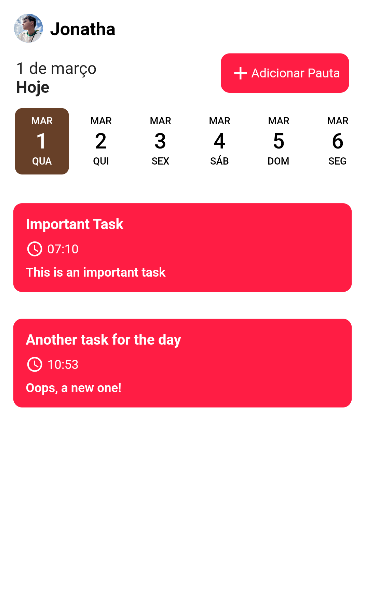 Jonatha
1 de março
Hoje
Adicionar Pauta
MAR MAR MAR MAR MAR MAR
1 2 3 4 5 6
QUA QUI SEX SÁB DOM SEG
Important Task
07:10
This is an important task
Another task for the day
10:53
Oops, a new one!